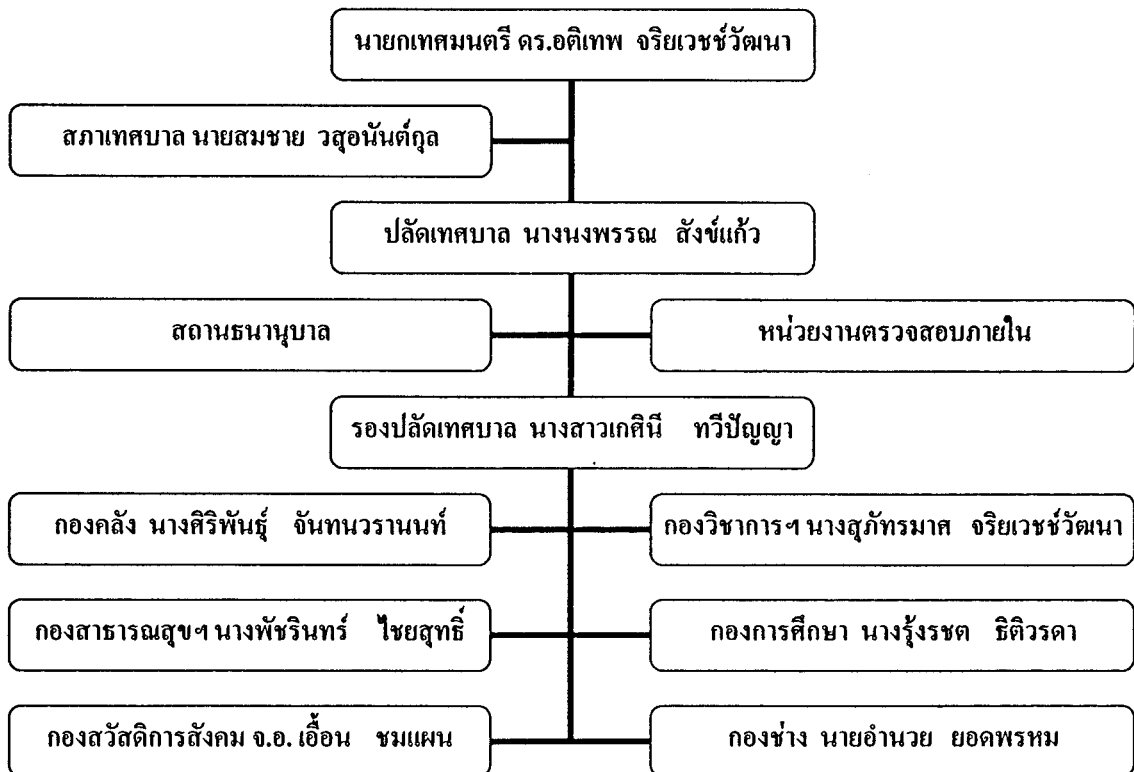 นายกเทศมนตรี ดร.อติเทพ จริยเวชช์วัฒนา
สภาเทศบาล นายสมชาย วสุอนันต์กุล
ปลัดเทศบาล นางนงพรรณ สังข์แก้ว
สถานธนานุบาล
หน่วยงานตรวจสอบภายใน
รองปลัดเทศบาล นางสาวเกศินี ทวีปัญญา
กองคลัง นางศิริพันธุ์ จันทนวรานนท์
กองวิชาการฯ นางสุภัทรมาศ จริยเวชช์วัฒนา
กองสาธารณสุขฯ นางพัชรินทร์ ไชยสุทธิ์
กองการศึกษา นางรุ้งรชต ธิติวรดา
กองสวัสดิการสังคม จ.อ. เอื้อน ชมแผน
กองช่าง นายอำนวย ยอดพรหม